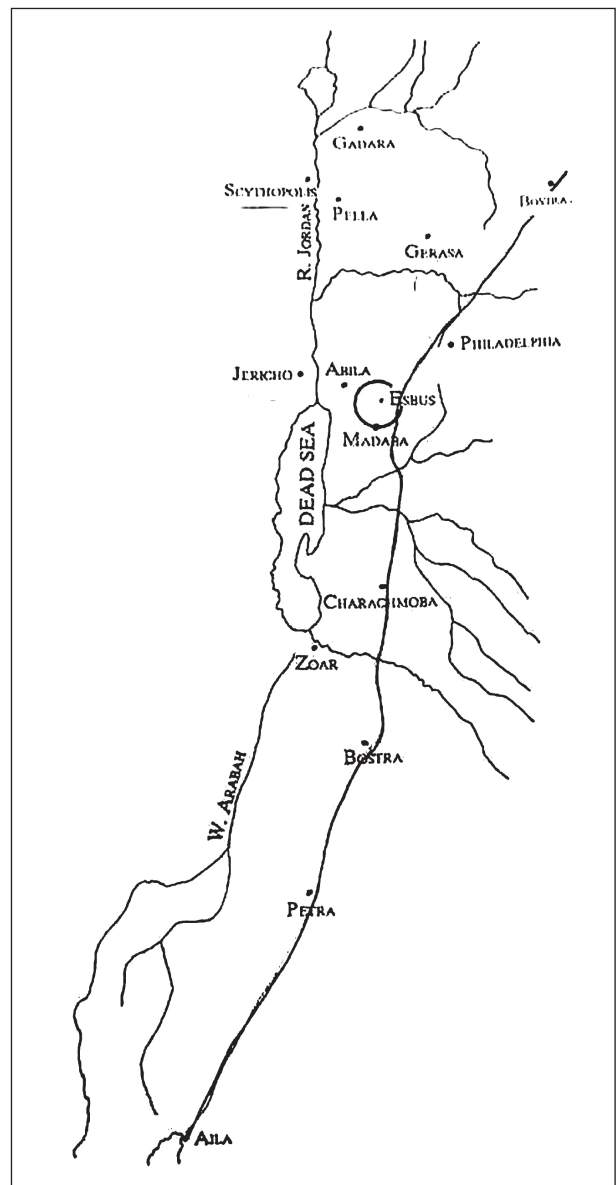 GADARA
SCYTHOPOLIS
PELLA
BOSTRA
R. JORDAN
GERASA
PHILADELPHIA
JERICHO
ABILA
ESBUS
MADABA
DEAD SEA
CHARACHMOBA
ZOAR
BOSTRA
W. ARABAH
PETRA
AILA